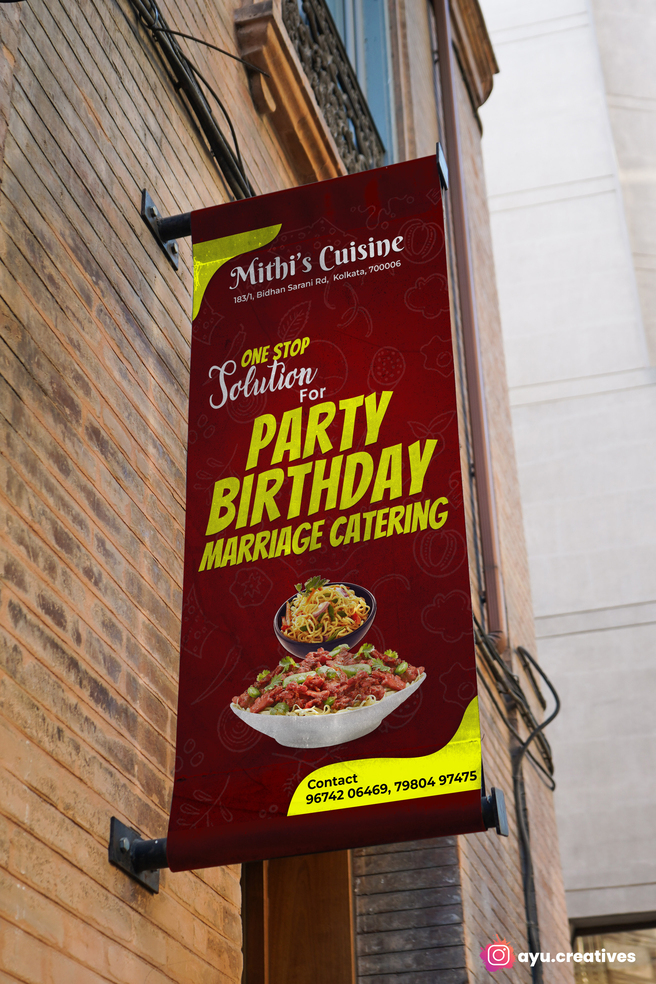 Mithi's Cuisine
183/1, Bidhan Sarani Rd, Kolkata, 700006
ONE STOP
Solution
For
PARTY
BIRTHDAY
MARRIAGE CATERING
Contact
96742 06469, 79804 97475
ayu.creatives